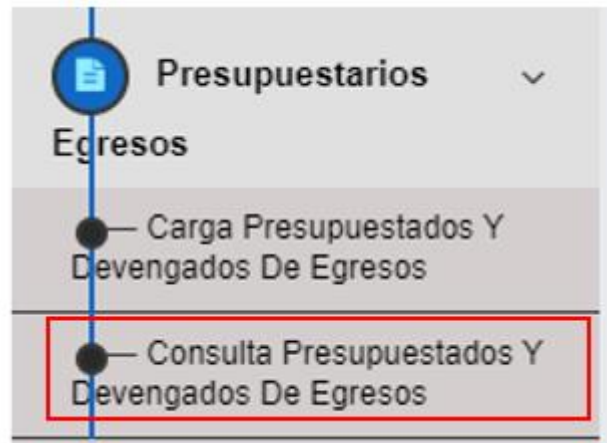 Presupuestarios
Egresos
Carga Presupuestados Y
Devengados De Egresos
Consulta Presupuestados Y
Devengados De Egresos